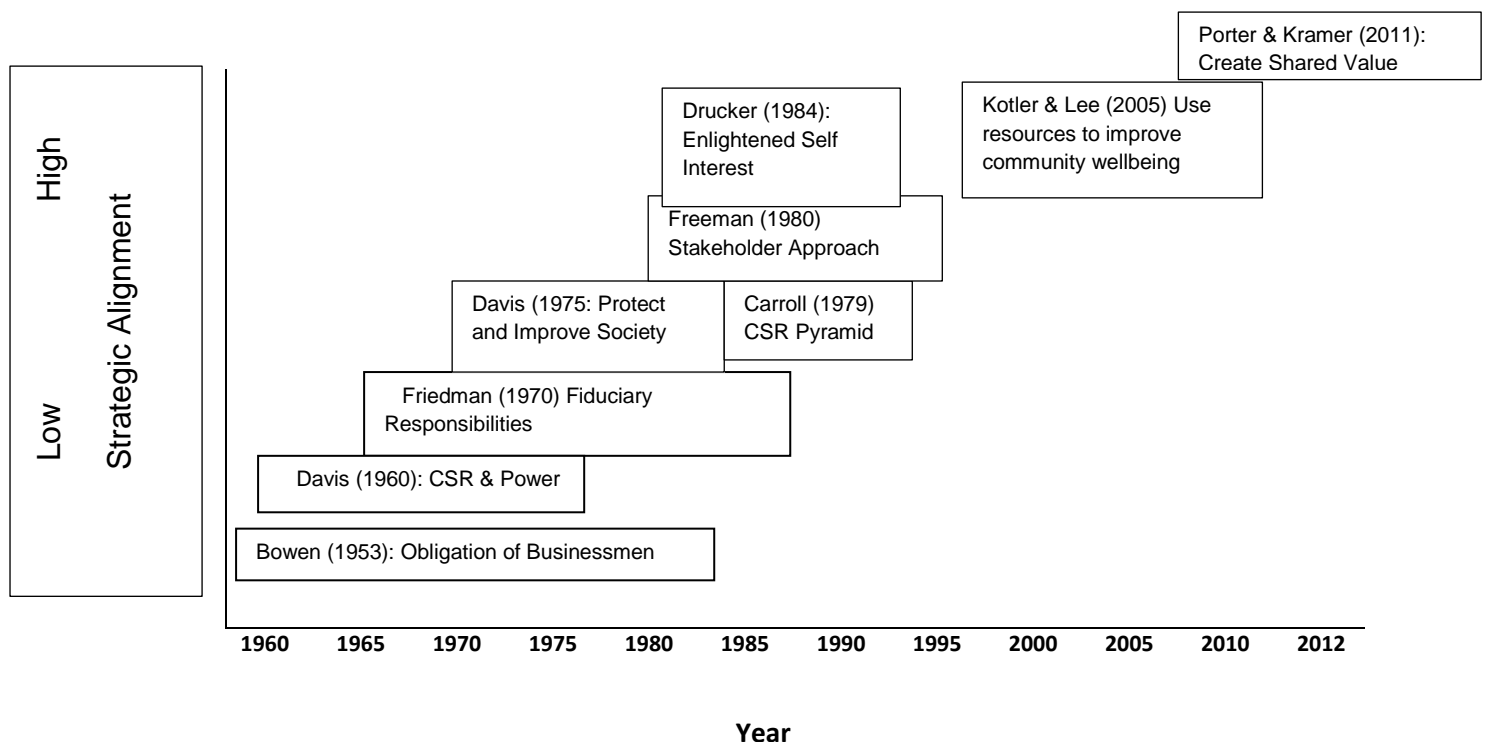 Porter & Kramer (2011):
Create Shared Value
Drucker (1984):
Enlightened Self
Interest
Kotler & Lee (2005) Use
resources to improve
community wellbeing
High
Low
Strategic Alignment
Freeman (1980)
Stakeholder Approach
Davis (1975: Protect
and Improve Society
Carroll (1979)
CSR Pyramid
Friedman (1970) Fiduciary
Responsibilities
Davis (1960): CSR & Power
Bowen (1953): Obligation of Businessmen
1960 1965 1970 1975 1980 1985 1990 1995 2000 2005 2010 2012
Year